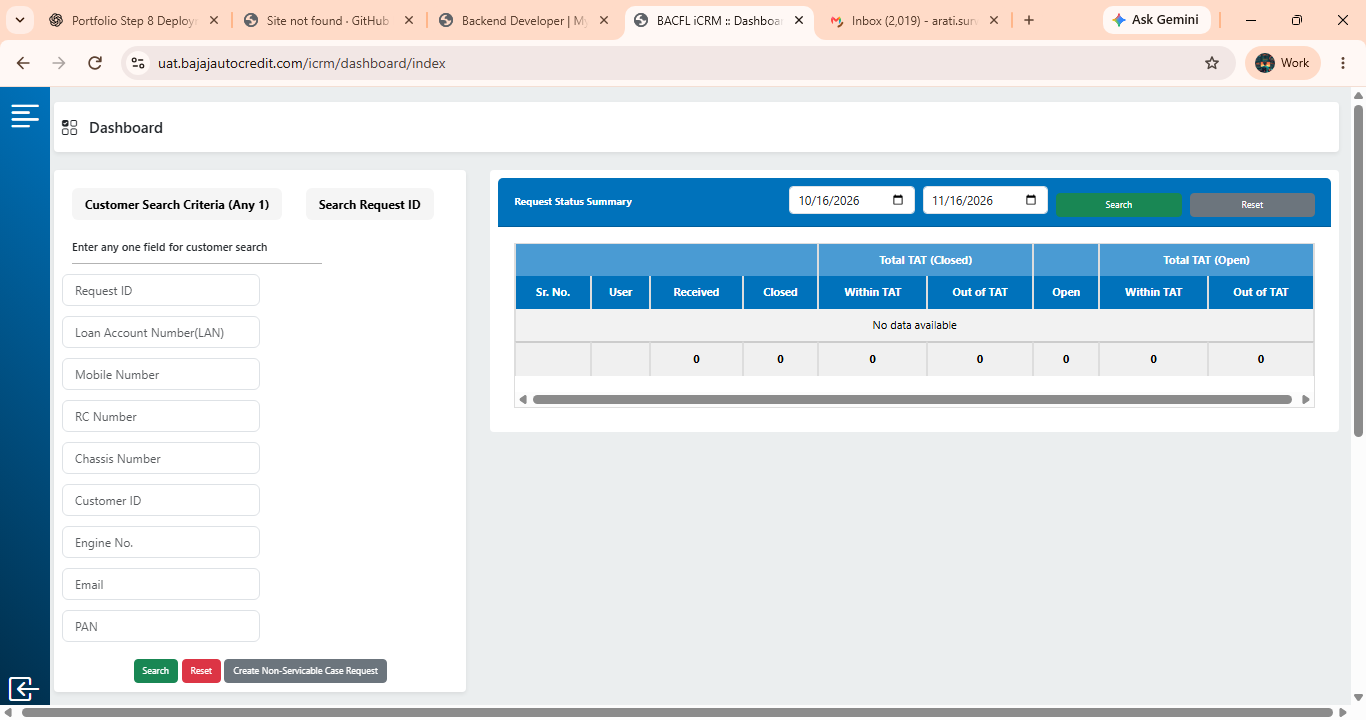 Portfolio Step 8 Deploy
Site not found · GitHub
Backend Developer | My
BACFL iCRM :: Dashboa
Inbox (2,019) - arati.sur
Ask Gemini
uat.bajajautocredit.com/icrm/dashboard/index
Work
Dashboard
Customer Search Criteria (Any 1)
Search Request ID
Enter any one field for customer search
Request ID
Loan Account Number(LAN)
Mobile Number
RC Number
Chassis Number
Customer ID
Engine No.
Email
PAN
Search Reset Create Non-Servicable Case Request
Request Status Summary
10/16/2026
11/16/2026
Search
Reset
Total TAT (Closed) Total TAT (Open)
Sr. No. User Received Closed Within TAT Out of TAT Open Within TAT Out of TAT
No data available
0 0 0 0 0 0 0